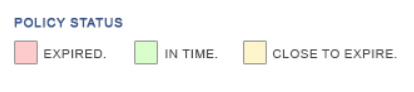 POLICY STATUS
EXPIRED. IN TIME. CLOSE TO EXPIRE.